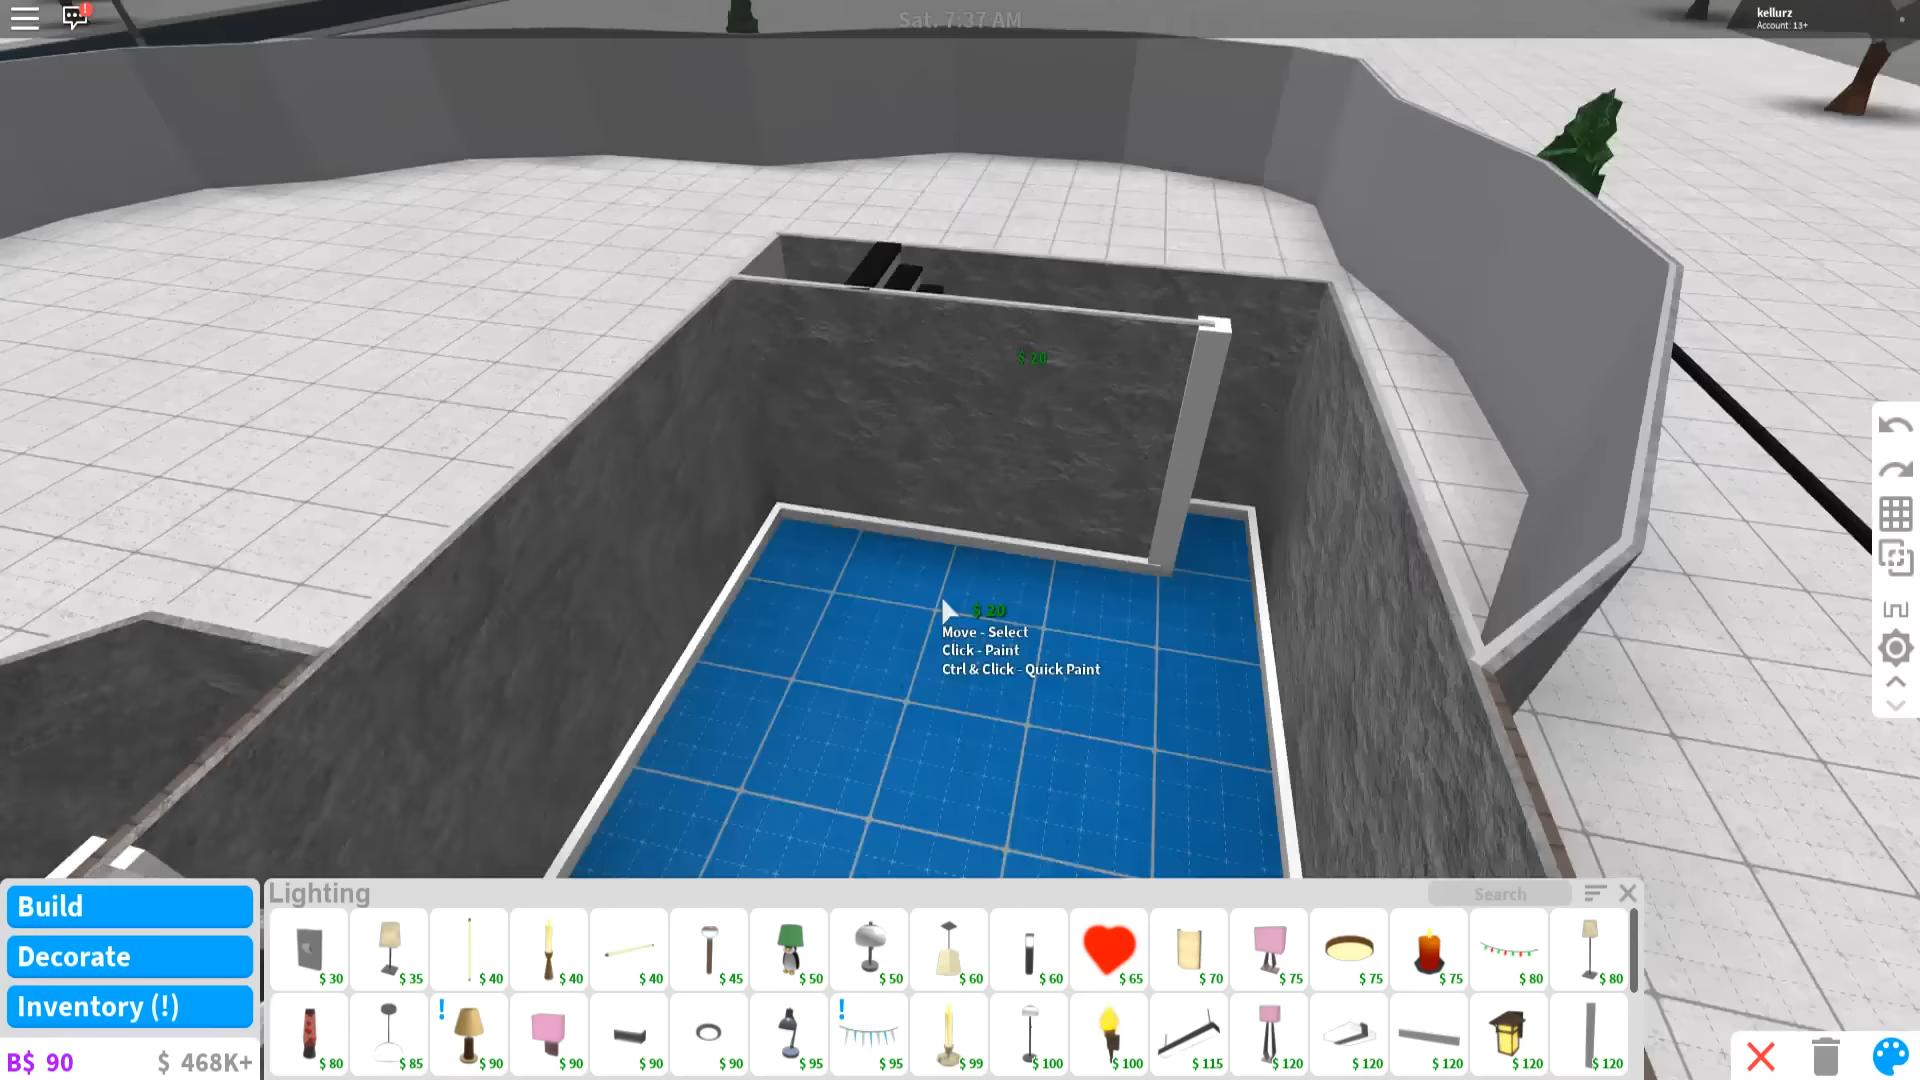 Sat. 7:37 AM
kellurz
Account: 13+
$ 20
$ 20
Move - Select
Click - Paint
Ctrl & Click - Quick Paint
Build
Decorate
Inventory (!)
B$ 90
$ 468K+
Lighting
Search
$ 30
$ 35
$ 40
$ 40
$ 40
$ 45
$ 50
$ 50
$ 60
$ 60
$ 65
$ 70
$ 75
$ 75
$ 75
$ 80
$ 80
$ 80
$ 85
! $ 90
$ 90
$ 90
$ 90
$ 95
! $ 95
$ 99
$ 100
$ 100
$ 115
$ 120
$ 120
$ 120
$ 120
$ 120